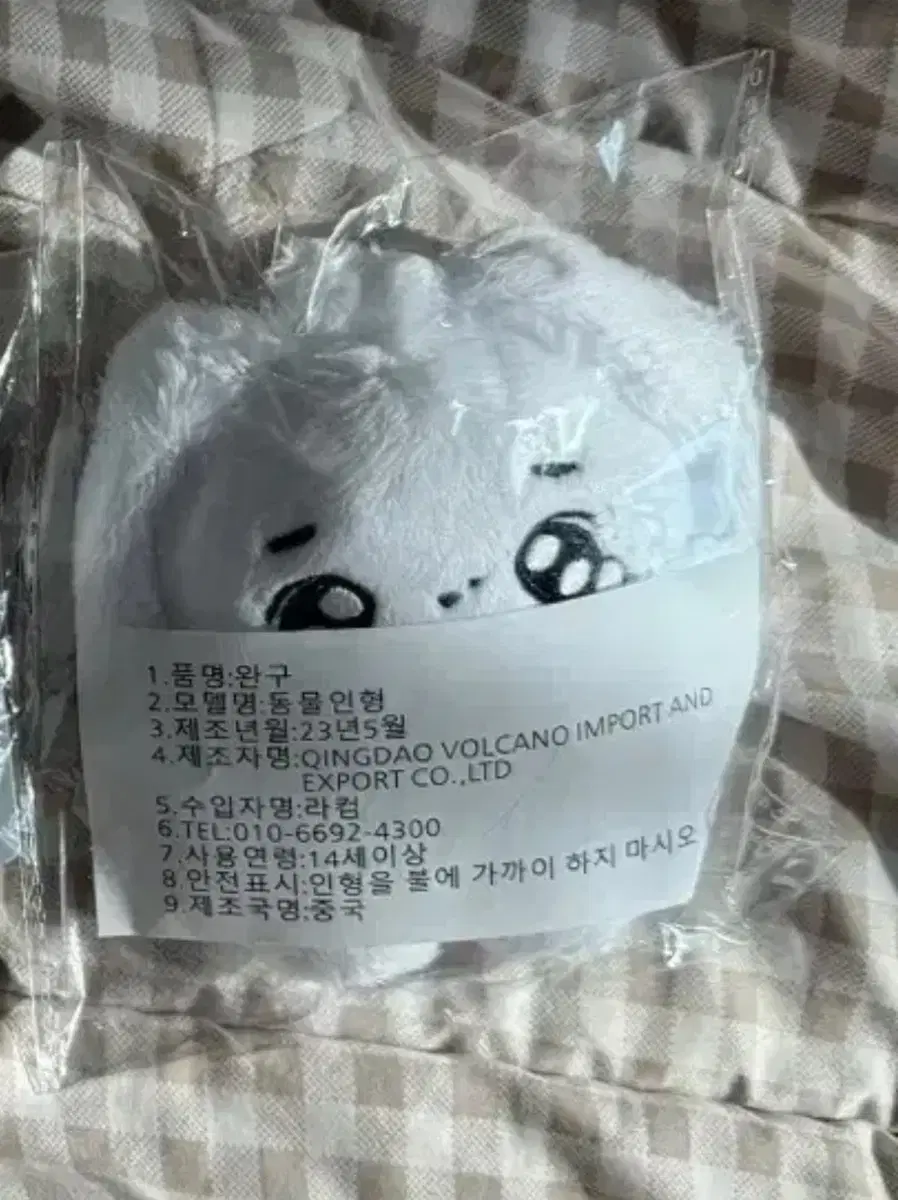 1.품명:완구
2.모델명:동물인형
3.제조년월:23년5월
4.제조자명:QINGDAO VOLCANO IMPORT AND
EXPORT CO.,LTD
5.수입자명:라컴
6.TEL:010-6692-4300
7.사용연령:14세이상
8.안전표시:인형을 불에 가까이 하지 마시오
9.제조국명:중국